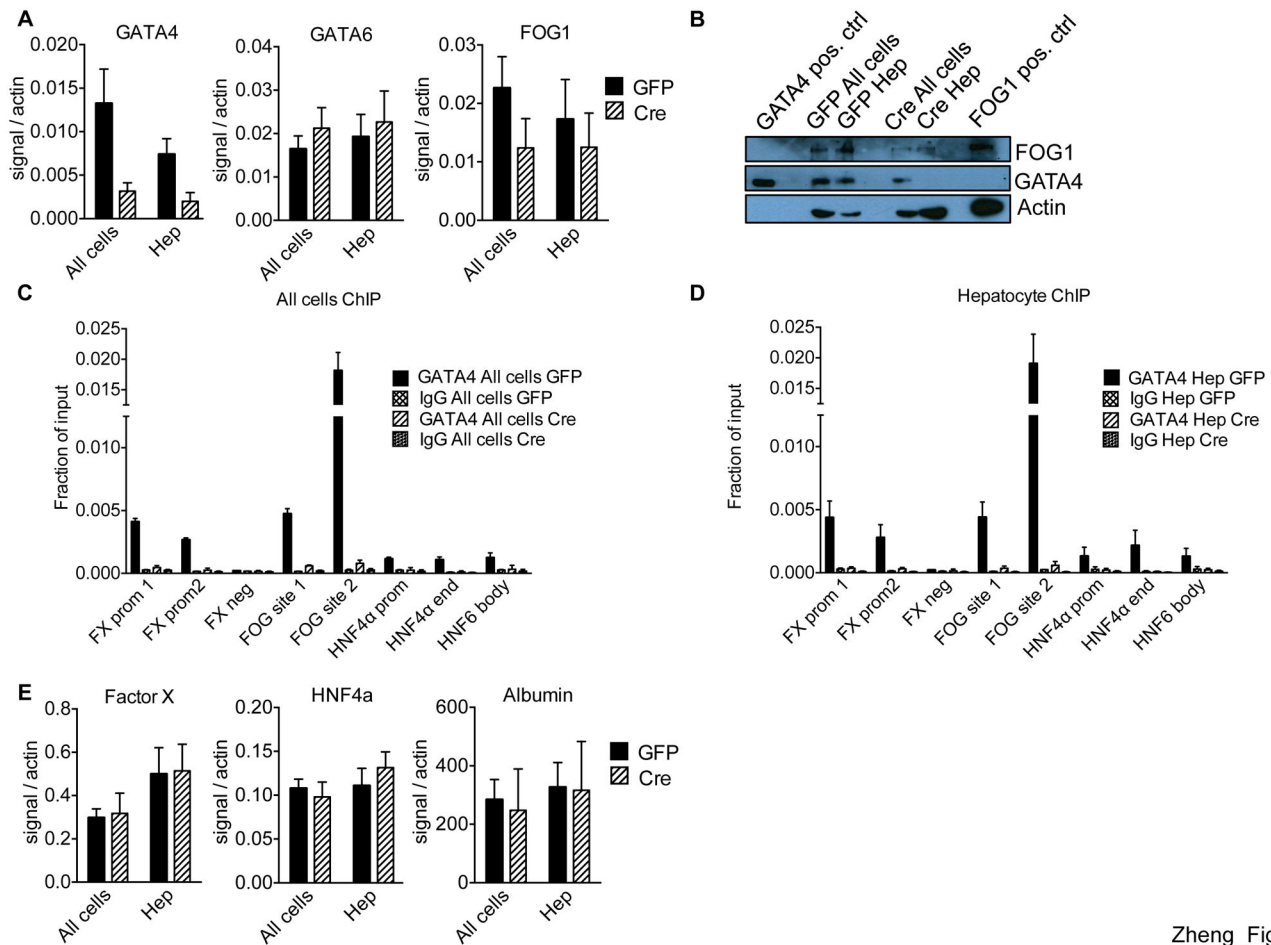 A
GATA4
signal / actin
0.020
0.015
0.010
0.005
0.000
All cells
Hep
GATA6
signal / actin
0.04
0.03
0.02
0.01
0.00
All cells
Hep
FOG1
signal / actin
0.03
0.02
0.01
0.00
All cells
Hep
GFP
Cre
B
GATA4 pos. ctrl
GFP All cells
GFP Hep
Cre All cells
Cre Hep
FOG1 pos. ctrl
FOG1
GATA4
Actin
C
All cells ChIP
Fraction of input
0.025
0.020
0.015
0.010
0.005
0.000
FX prom 1
FX prom2
FX neg
FOG site 1
FOG site 2
HNF4α prom
HNF4α end
HNF6 body
GATA4 All cells GFP
IgG All cells GFP
GATA4 All cells Cre
IgG All cells Cre
D
Hepatocyte ChIP
Fraction of input
0.025
0.020
0.015
0.010
0.005
0.000
FX prom 1
FX prom2
FX neg
FOG site 1
FOG site 2
HNF4α prom
HNF4α end
HNF6 body
GATA4 Hep GFP
IgG Hep GFP
GATA4 Hep Cre
IgG Hep Cre
E
Factor X
signal / actin
0.8
0.6
0.4
0.2
0.0
All cells
Hep
HNF4a
signal / actin
0.20
0.15
0.10
0.05
0.00
All cells
Hep
Albumin
signal / actin
600
400
200
0
All cells
Hep
GFP
Cre
Zheng Fig